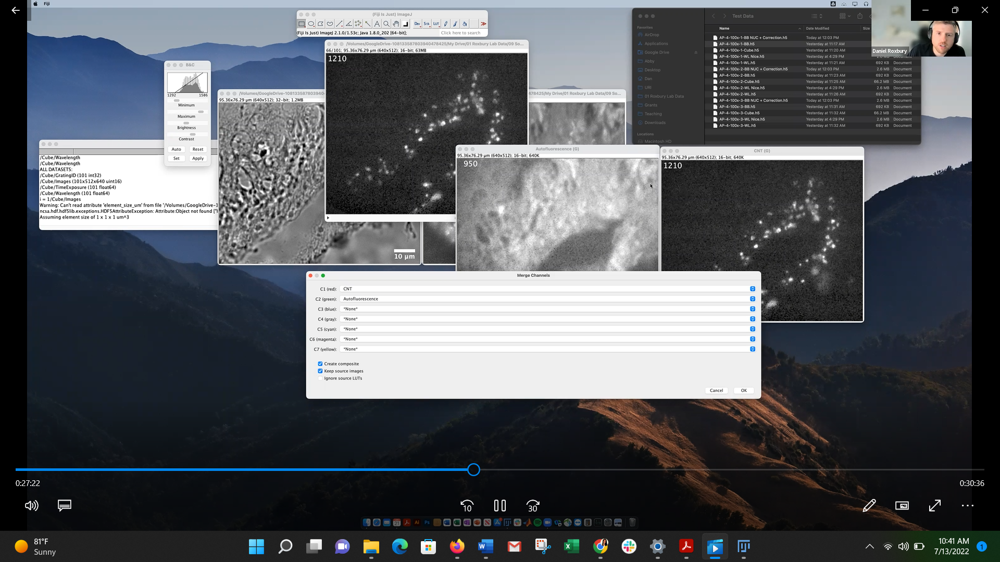 Fiji
(Fiji Is Just) ImageJ
Dev Stk LUT
(Fiji Is Just) ImageJ 2.1.0/1.53c; Java 1.8.0_202 [64-bit];
Click here to search
Test Data
Daniel Roxbury
Favorites
AirDrop
Applications
Google Drive
Abby
Desktop
Dan
URI
01 Roxbury Lab Data
Grants
Teaching
Downloads
Locations
Macintosh HD
Name Date Modified Size
AP-4-100x-1-BB NUC + Correction.h5 Today at 12:03 PM
AP-4-100x-1-BB.h5 Yesterday at 11:17 AM
AP-4-100x-1-Cube.h5 Yesterday at 11:20 AM
AP-4-100x-1-WL Nice.h5 Yesterday at 4:29 PM 2.6 MB Document
AP-4-100x-1-WL.h5 Yesterday at 11:21 AM 692 KB Document
AP-4-100x-2-BB NUC + Correction.h5 Today at 12:03 PM 2.6 MB Document
AP-4-100x-2-BB.h5 Yesterday at 11:23 AM 692 KB Document
AP-4-100x-2-Cube.h5 Yesterday at 11:25 AM 66.2 MB Document
AP-4-100x-2-WL Nice.h5 Yesterday at 4:29 PM 2.6 MB Document
AP-4-100x-2-WL.h5 Yesterday at 11:26 AM 692 KB Document
AP-4-100x-3-BB NUC + Correction.h5 Today at 12:03 PM 2.6 MB Document
AP-4-100x-3-BB.h5 Yesterday at 11:31 AM 692 KB Document
AP-4-100x-3-Cube.h5 Yesterday at 11:32 AM 66.2 MB Document
AP-4-100x-3-WL Nice.h5 Yesterday at 4:29 PM 2.6 MB Document
AP-4-100x-3-WL.h5 Yesterday at 11:32 AM 692 KB Document
/Volumes/GoogleDrive-108133587803940478425/My Drive/01 Roxbury Lab Data/09 So...
66/101; 95.36x76.29 µm (640x512); 16-bit; 63MB
1210
B&C
1292 1506
Minimum
Maximum
Brightness
Contrast
Auto Reset
Set Apply
/Volumes/GoogleDrive-1081335878039404
95.36x76.29 µm (640x512); 32-bit; 1.2MB
10 µm
478425/My Drive/01 Roxbury Lab Data/09 So...
/Cube/Wavelength
/Cube/Wavelength
ALL DATASETS:
/Cube/GratingID (101 int32)
/Cube/Images (101x512x640 uint16)
/Cube/TimeExposure (101 float64)
/Cube/Wavelength (101 float64)
i = 1/Cube/Images
Warning: Can't read attribute 'element_size_um' from file '/Volumes/GoogleDrive-1
ncsa.hdf.hdf5lib.exceptions.HDF5AttributeException: Attribute:Object not found ["
Assuming element size of 1 x 1 x 1 um^3
Autofluorescence (G)
95.36x76.29 µm (640x512); 16-bit; 640K
950
CNT (G)
95.36x76.29 µm (640x512); 16-bit; 640K
1210
Merge Channels
C1 (red): CNT
C2 (green): Autofluorescence
C3 (blue): *None*
C4 (gray): *None*
C5 (cyan): *None*
C6 (magenta): *None*
C7 (yellow): *None*
Create composite
Keep source images
Ignore source LUTs
Cancel OK
0:27:22
0:30:36
10
30
81°F
Sunny
10:41 AM
7/13/2022
1